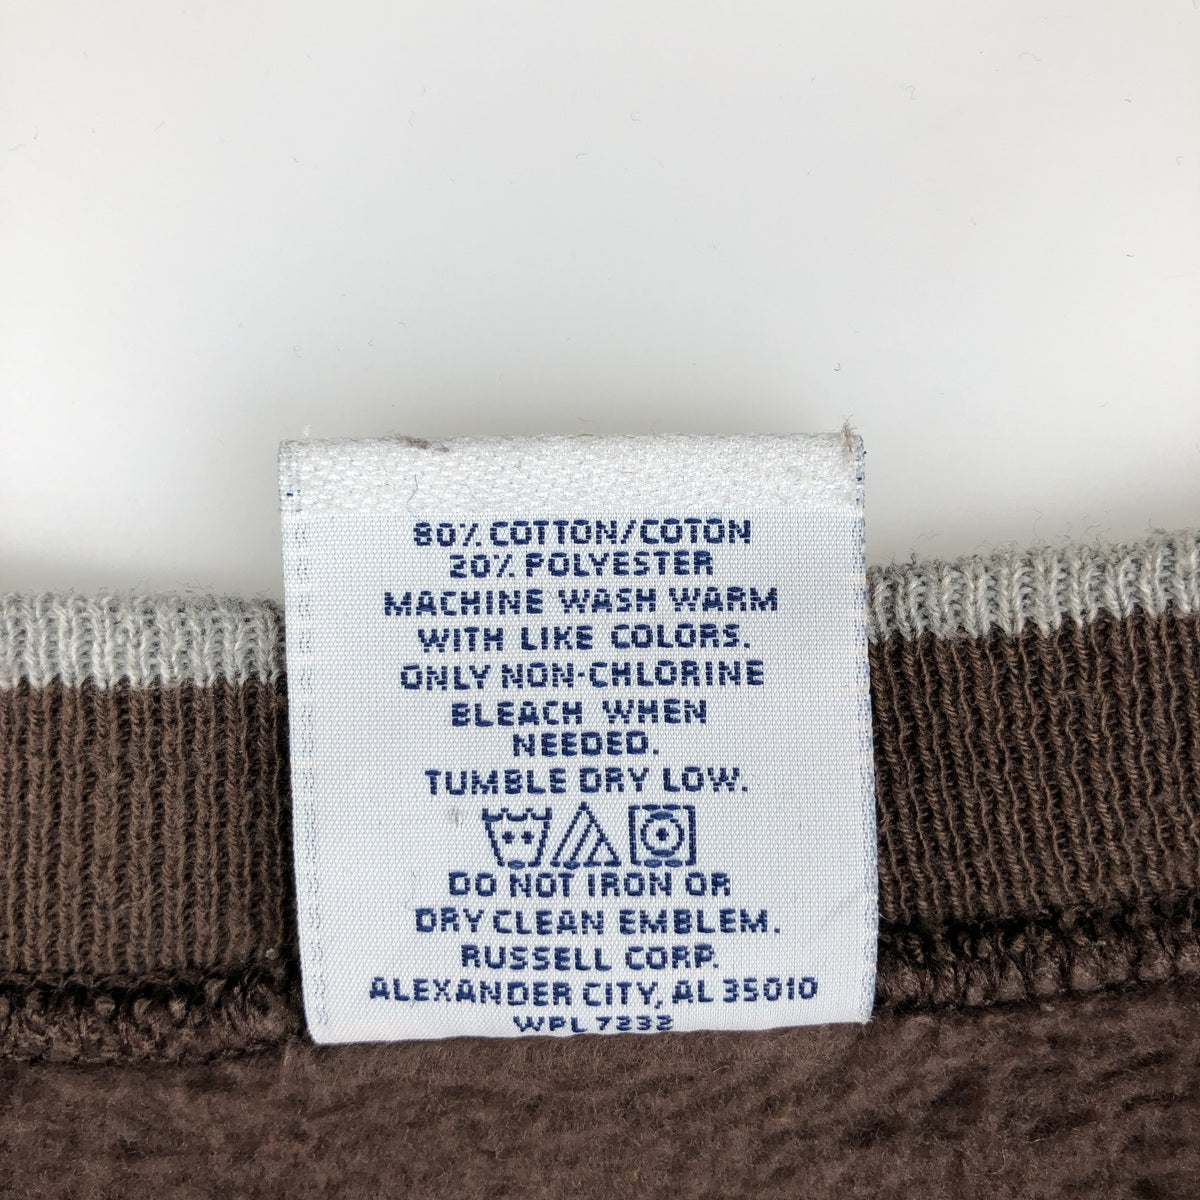 80% COTTON/COTON
20% POLYESTER
MACHINE WASH WARM
WITH LIKE COLORS.
ONLY NON-CHLORINE
BLEACH WHEN
NEEDED.
TUMBLE DRY LOW.
DO NOT IRON OR
DRY CLEAN EMBLEM.
RUSSELL CORP.
ALEXANDER CITY, AL 35010
WPL 7232